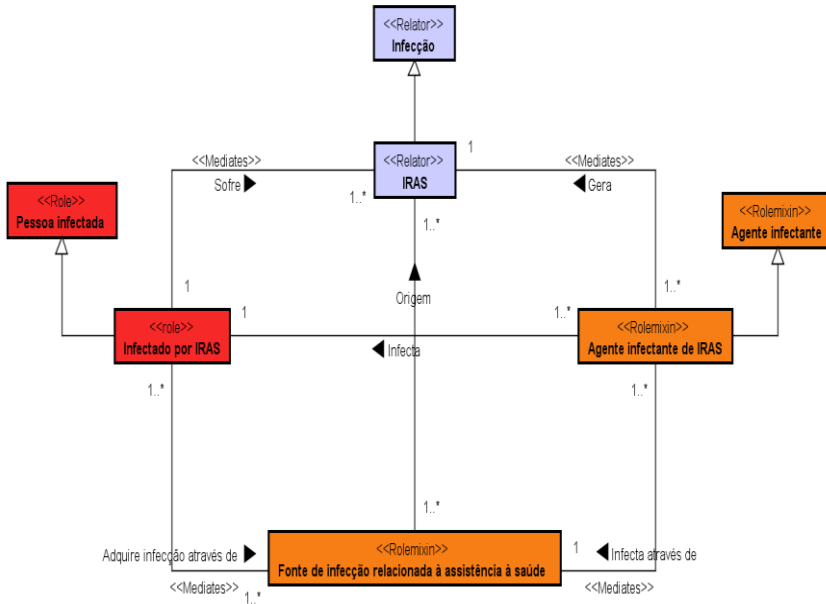 <<Relator>>
Infecção
<<Mediates>>
Sofre
<<Relator>>
IRAS
1
1..*
1..*
<<Mediates>>
Gera
<<Role>>
Pessoa infectada
<<Rolemixin>>
Agente infectante
1
Origem
1..*
<<role>>
Infectado por IRAS
1
1..*
Infecta
<<Rolemixin>>
Agente infectante de IRAS
1..*
1..*
1..*
Adquire infecção através de
<<Mediates>>
1..*
<<Rolemixin>>
Fonte de infecção relacionada à assistência à saúde
1
Infecta através de
<<Mediates>>